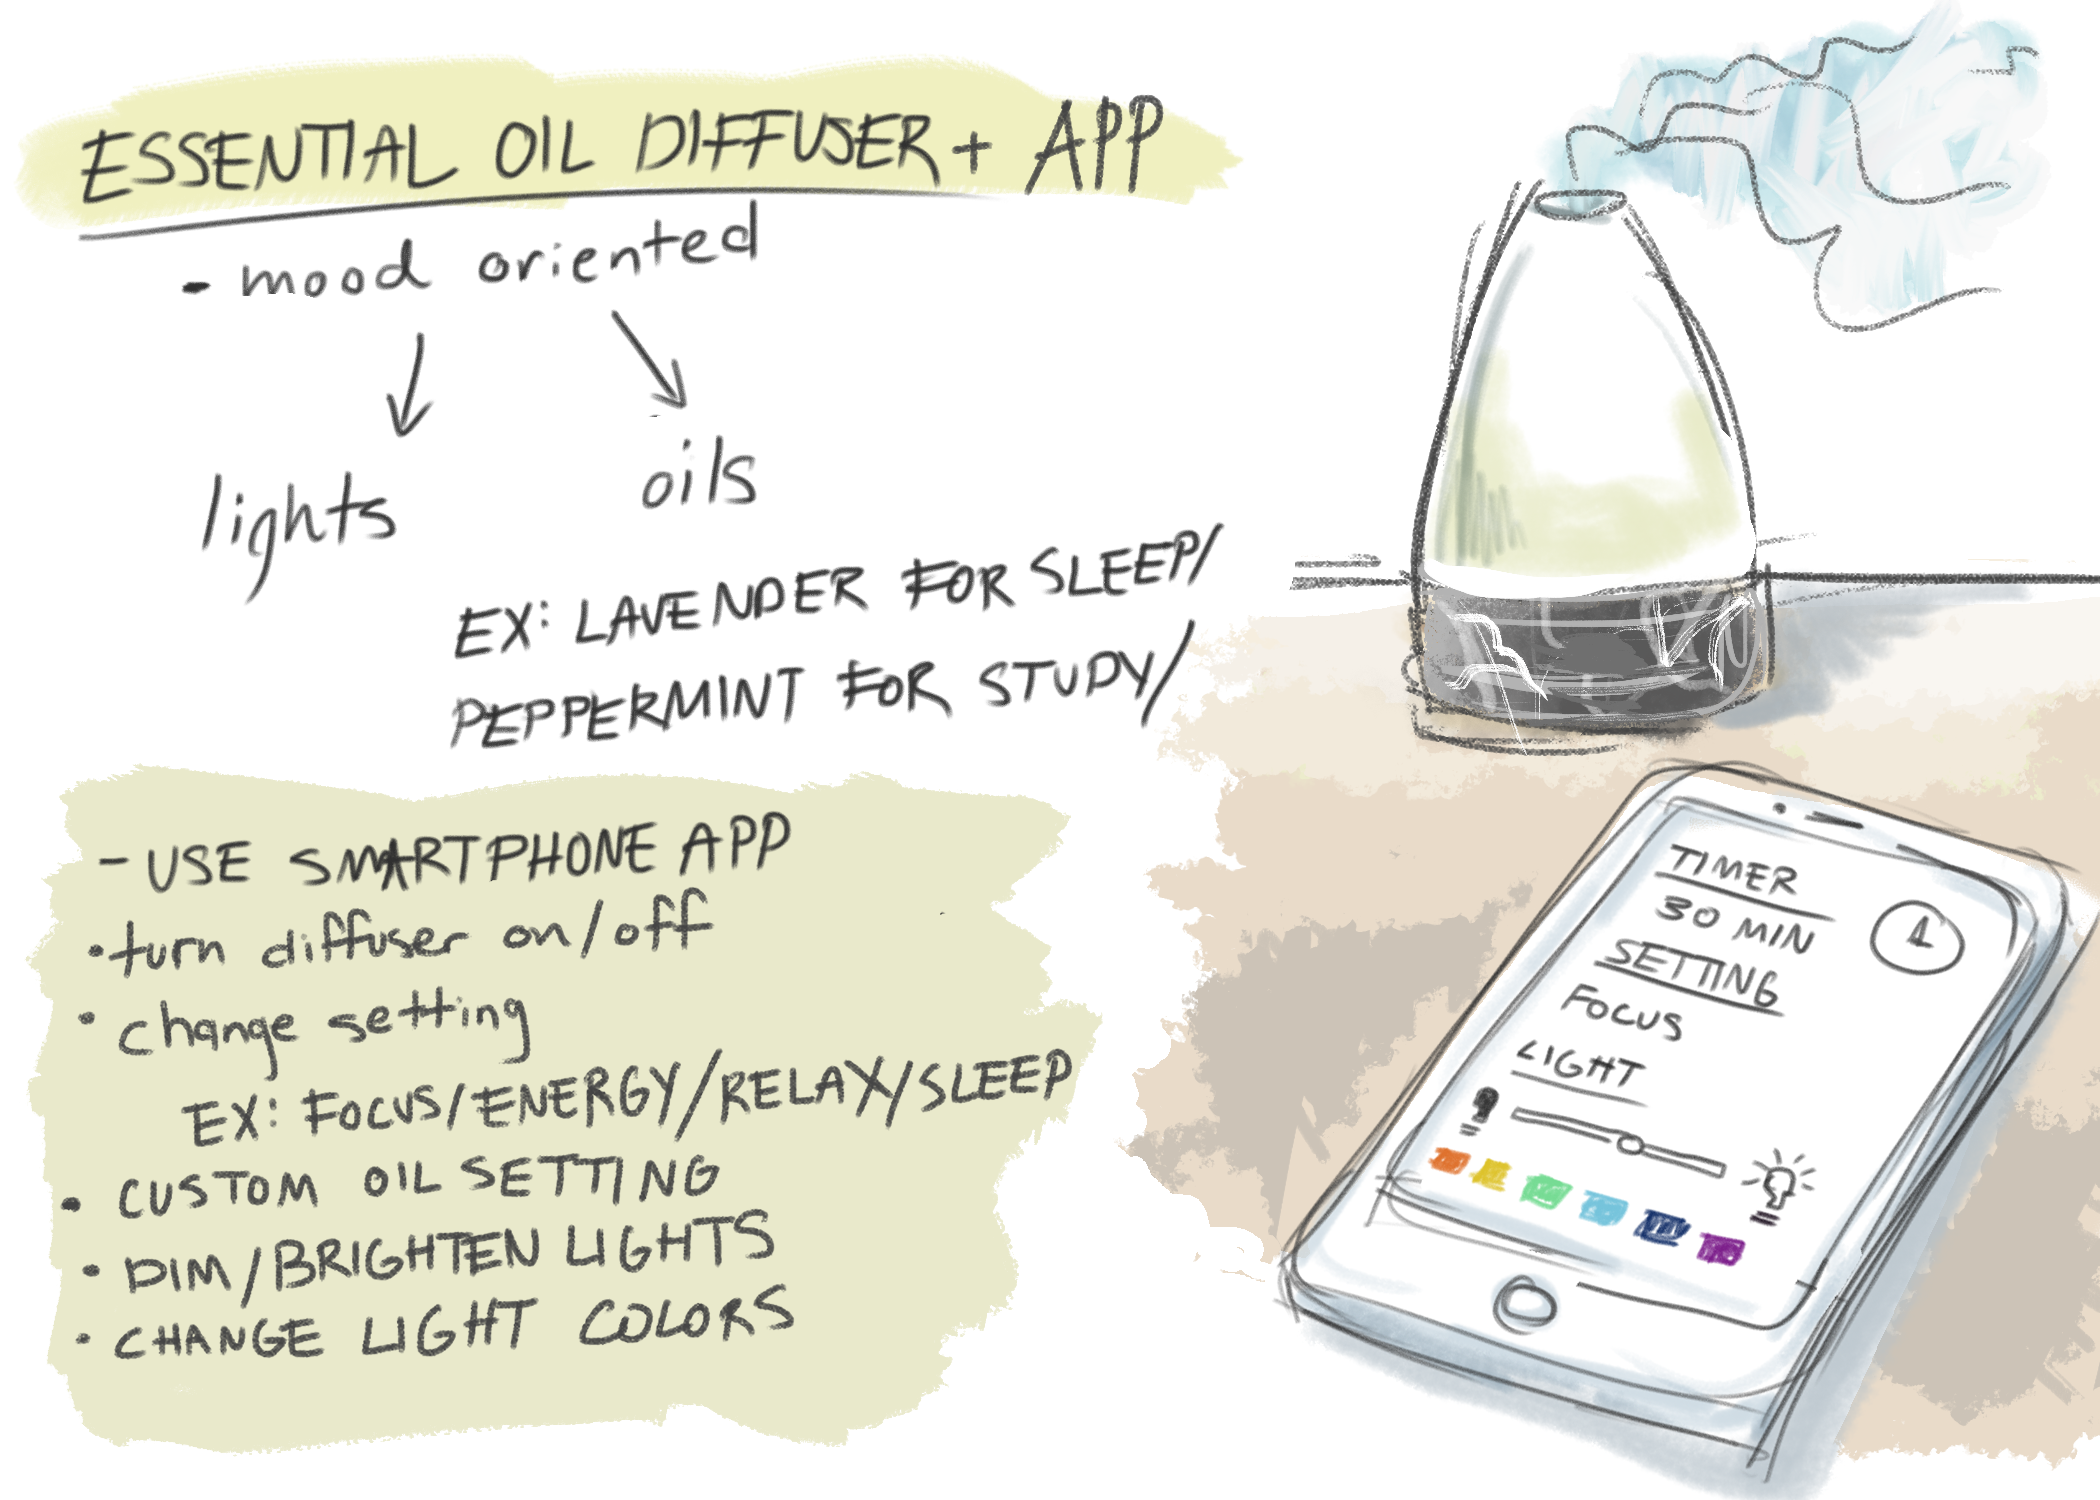 ESSENTIAL OIL DIFFUSER + APP
- mood oriented
lights
oils
EX: LAVENDER FOR SLEEP/
PEPPERMINT FOR STUDY/
- USE SMARTPHONE APP
• turn diffuser on/off
• change setting
EX: FOCUS/ENERGY/RELAX/SLEEP
• CUSTOM OIL SETTING
• DIM/BRIGHTEN LIGHTS
• CHANGE LIGHT COLORS
TIMER
30 MIN
SETTING
FOCUS
LIGHT